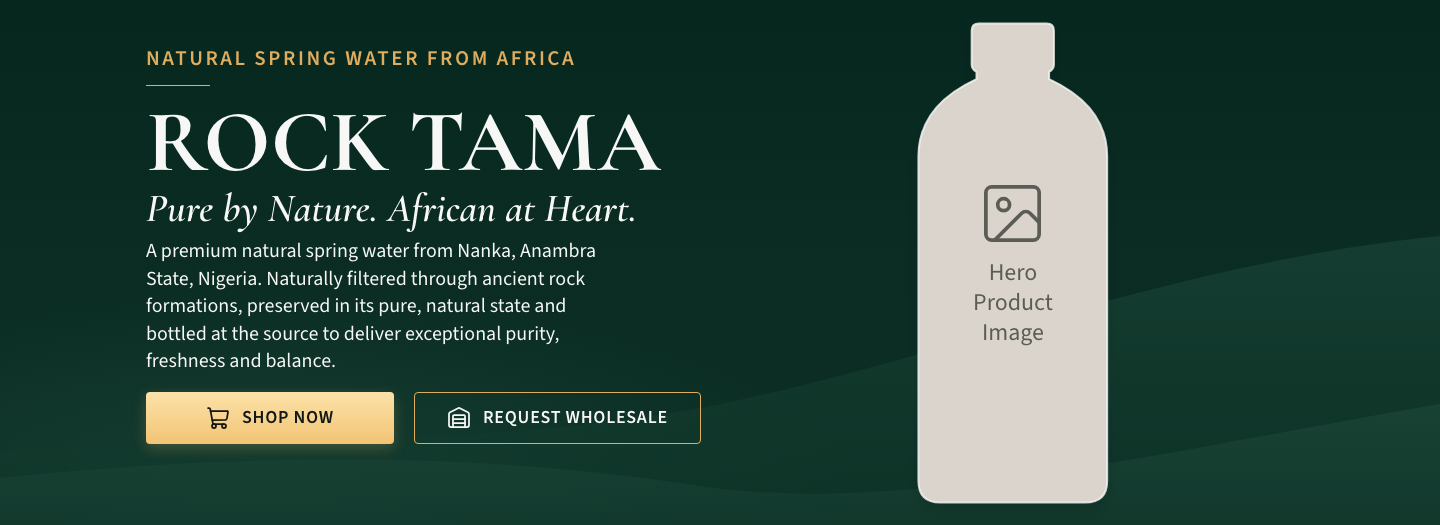 NATURAL SPRING WATER FROM AFRICA
ROCK TAMA
Pure by Nature. African at Heart.
A premium natural spring water from Nanka, Anambra
State, Nigeria. Naturally filtered through ancient rock
formations, preserved in its pure, natural state and
bottled at the source to deliver exceptional purity,
freshness and balance.
SHOP NOW
REQUEST WHOLESALE
Hero
Product
Image